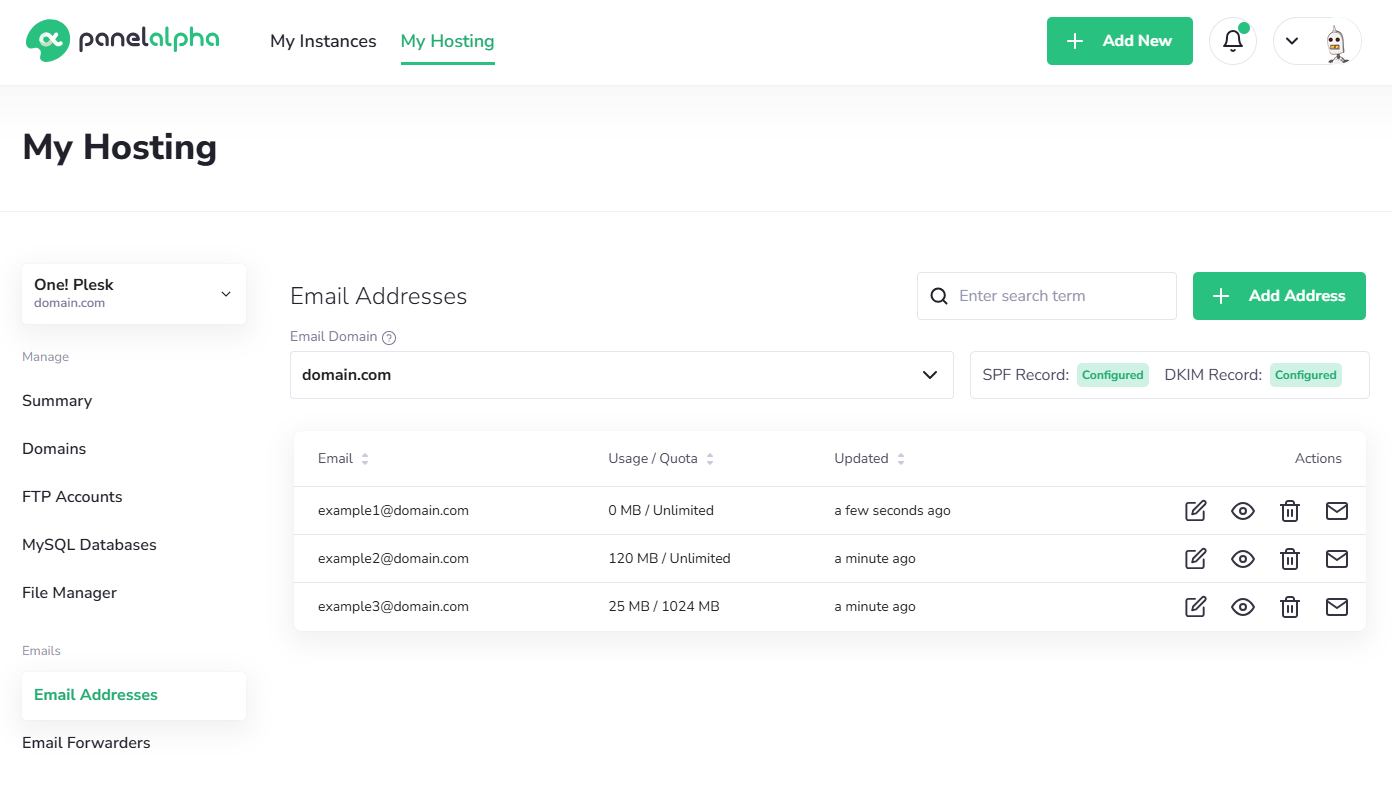 panelalpha
My Instances
My Hosting
Add New
My Hosting
One! Plesk
domain.com
Manage
Summary
Domains
FTP Accounts
MySQL Databases
File Manager
Emails
Email Addresses
Email Forwarders
Email Addresses
Enter search term
Add Address
Email Domain ?
domain.com
SPF Record: Configured DKIM Record: Configured
Email Usage / Quota Updated Actions
example1@domain.com 0 MB / Unlimited a few seconds ago
example2@domain.com 120 MB / Unlimited a minute ago
example3@domain.com 25 MB / 1024 MB a minute ago